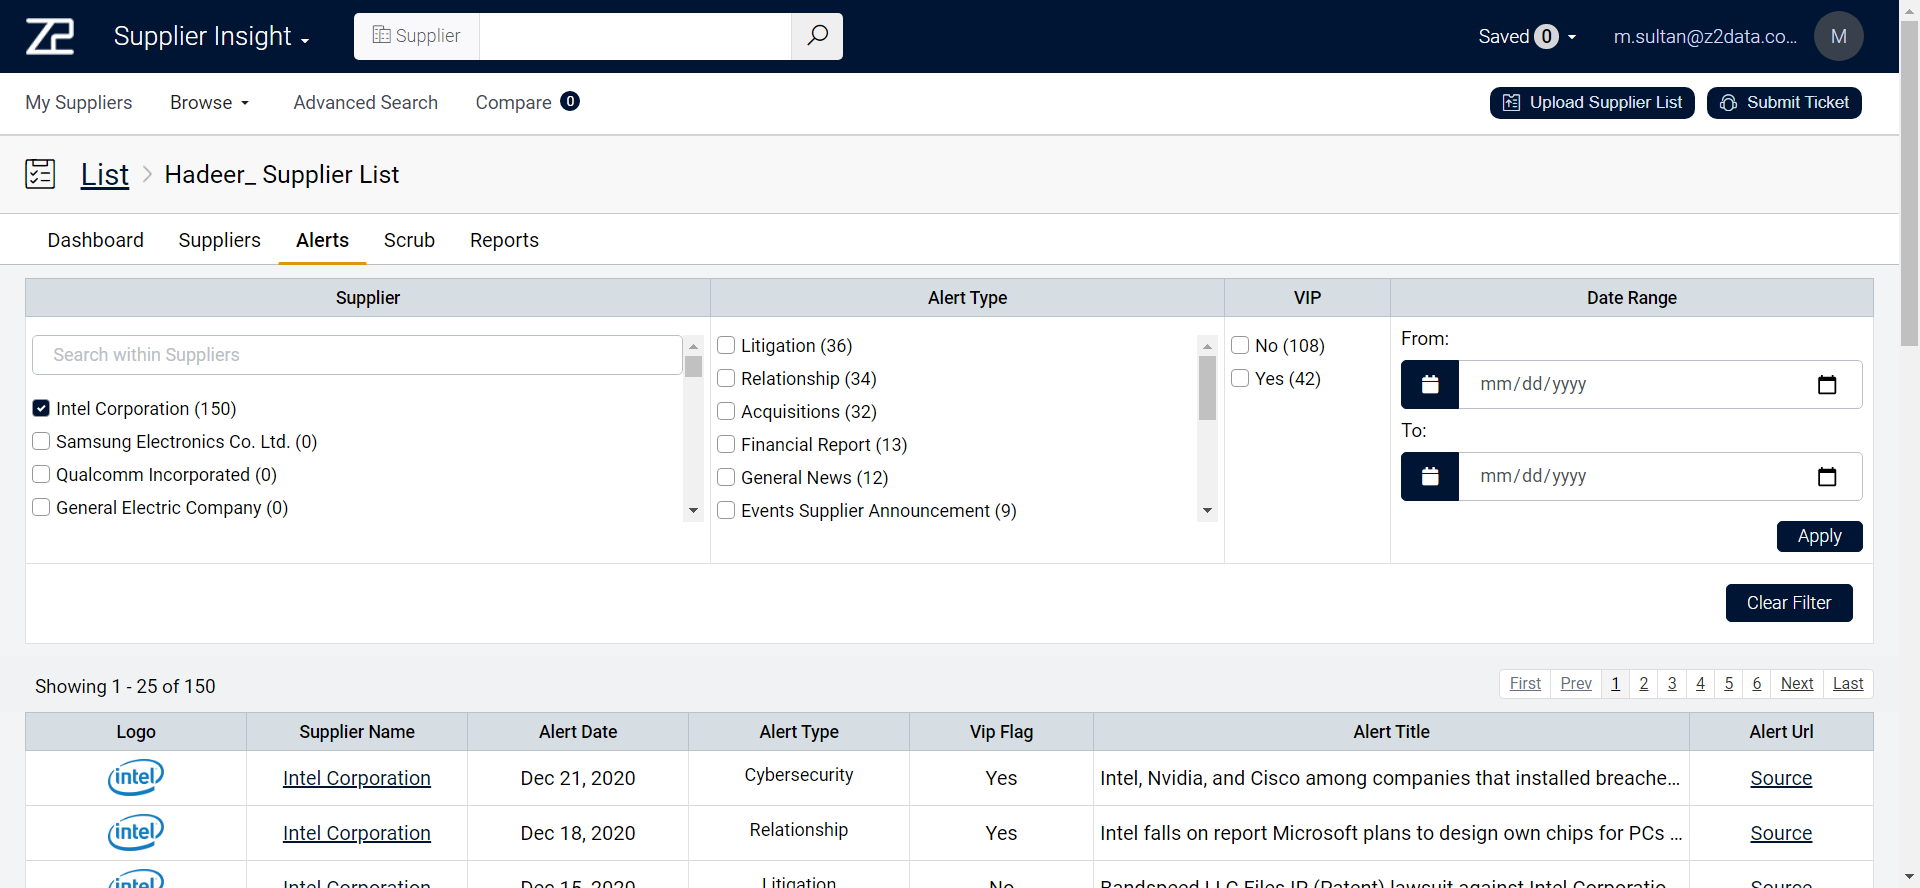 Z2
Supplier Insight
Supplier
Saved 0
m.sultan@z2data.co...
M
My Suppliers
Browse
Advanced Search
Compare 0
Upload Supplier List
Submit Ticket
List > Hadeer_ Supplier List
Dashboard
Suppliers
Alerts
Scrub
Reports
Supplier
Alert Type
VIP
Date Range
Search within Suppliers
Intel Corporation (150)
Samsung Electronics Co. Ltd. (0)
Qualcomm Incorporated (0)
General Electric Company (0)
Litigation (36)
Relationship (34)
Acquisitions (32)
Financial Report (13)
General News (12)
Events Supplier Announcement (9)
No (108)
Yes (42)
From:
mm/dd/yyyy
To:
mm/dd/yyyy
Apply
Clear Filter
Showing 1 - 25 of 150
First Prev 1 2 3 4 5 6 Next Last
Logo Supplier Name Alert Date Alert Type Vip Flag Alert Title Alert Url
intel Intel Corporation Dec 21, 2020 Cybersecurity Yes Intel, Nvidia, and Cisco among companies that installed breache... Source
intel Intel Corporation Dec 18, 2020 Relationship Yes Intel falls on report Microsoft plans to design own chips for PCs ... Source
intel Intel Corporation Dec 15, 2020 Litigation No Bandspeed LLC Files IP (Patent) lawsuit against Intel Corporatio... Source